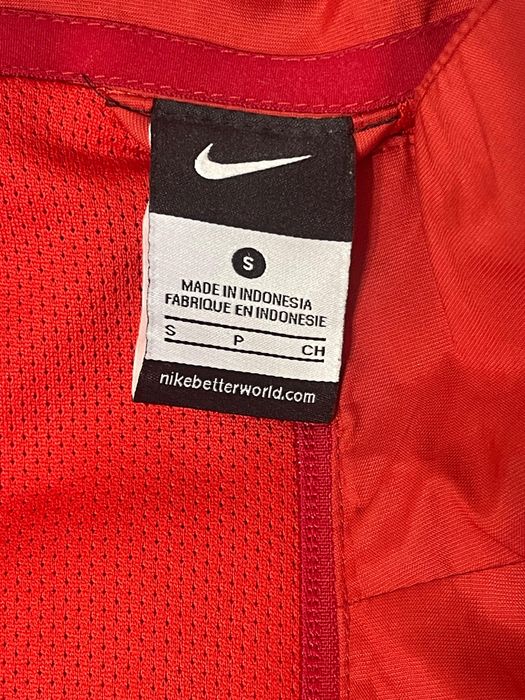 S
MADE IN INDONESIA
FABRIQUE EN INDONESIE
S P CH
nikebetterworld.com